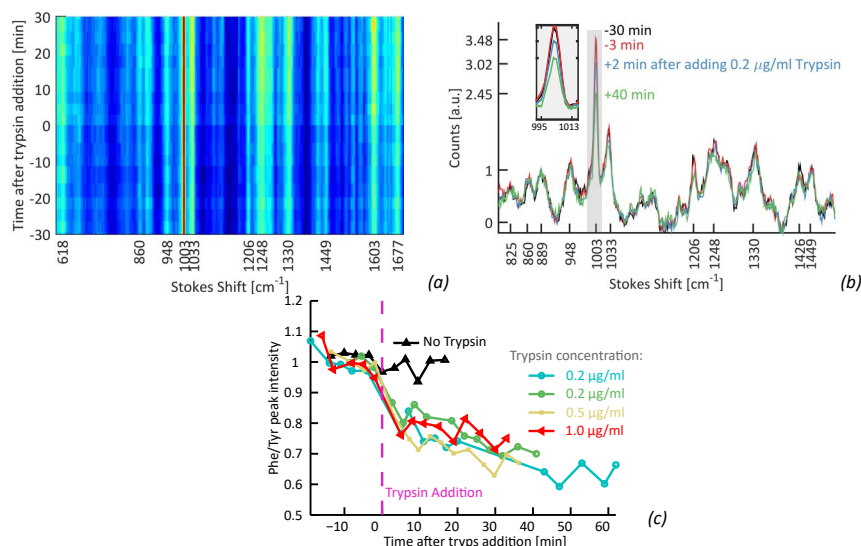 Time after trypsin addition [min]
30
20
10
0
-10
-20
-30
618
860
948
1003
1033
1206
1248
1330
1449
1603
1677
Stokes Shift [cm-1]
(a)
Counts [a.u.]
3.48
3.02
2.45
1
0
995
1013
-30 min
-3 min
+2 min after adding 0.2 μg/ml Trypsin
+40 min
825
860
889
948
1003
1033
1206
1248
1330
1426
1449
Stokes Shift [cm-1]
(b)
Phe/Tyr peak intensity
1.2
1.1
1
0.9
0.8
0.7
0.6
0.5
No Trypsin
Trypsin concentration:
0.2 μg/ml
0.2 μg/ml
0.5 μg/ml
1.0 μg/ml
Trypsin Addition
−10
0
10
20
30
40
50
60
Time after tryps addition [min]
(c)